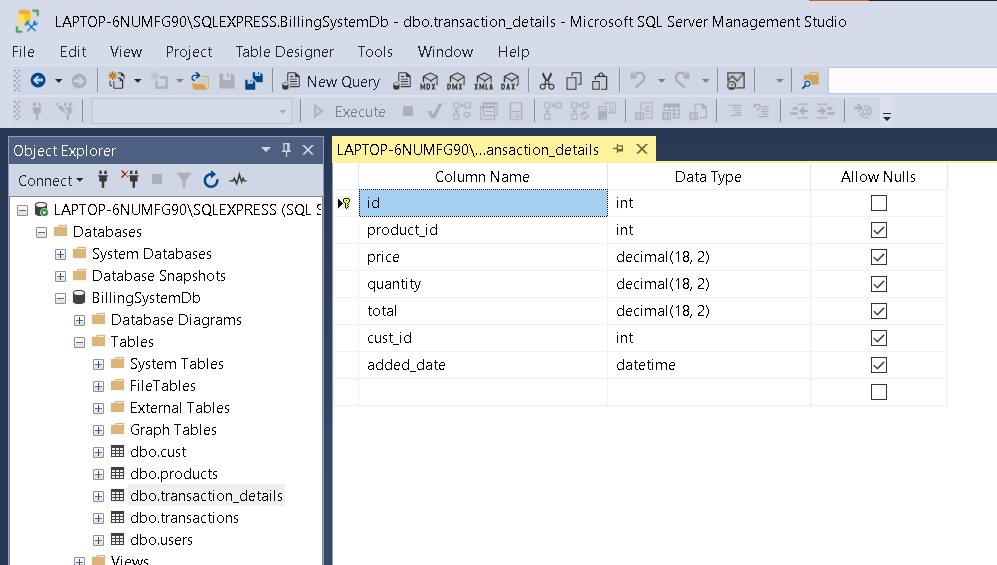 LAPTOP-6NUMFG90\SQLEXPRESS.BillingSystemDb - dbo.transaction_details - Microsoft SQL Server Management Studio
File Edit View Project Table Designer Tools Window Help
New Query MDX DMX XMLA DAX
Execute
Object Explorer
Connect
LAPTOP-6NUMFG90\SQLEXPRESS (SQL S
Databases
System Databases
Database Snapshots
BillingSystemDb
Database Diagrams
Tables
System Tables
FileTables
External Tables
Graph Tables
dbo.cust
dbo.products
dbo.transaction_details
dbo.transactions
dbo.users
Views
LAPTOP-6NUMFG90\...ansaction_details
Column Name Data Type Allow Nulls
id int
product_id int
price decimal(18, 2)
quantity decimal(18, 2)
total decimal(18, 2)
cust_id int
added_date datetime